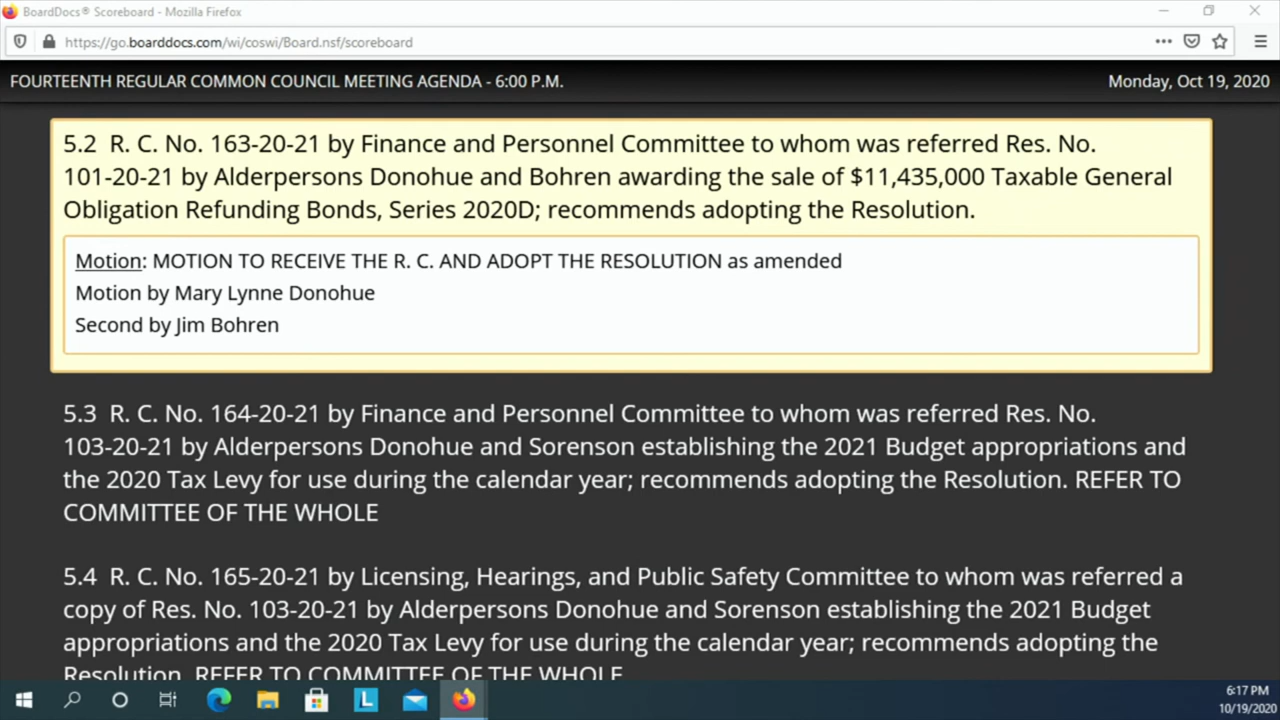 BoardDocs® Scoreboard - Mozilla Firefox
https://go.boarddocs.com/wi/coswi/Board.nsf/scoreboard
FOURTEENTH REGULAR COMMON COUNCIL MEETING AGENDA - 6:00 P.M.
Monday, Oct 19, 2020
5.2 R. C. No. 163-20-21 by Finance and Personnel Committee to whom was referred Res. No.
101-20-21 by Alderpersons Donohue and Bohren awarding the sale of $11,435,000 Taxable General
Obligation Refunding Bonds, Series 2020D; recommends adopting the Resolution.
Motion: MOTION TO RECEIVE THE R. C. AND ADOPT THE RESOLUTION as amended
Motion by Mary Lynne Donohue
Second by Jim Bohren
5.3 R. C. No. 164-20-21 by Finance and Personnel Committee to whom was referred Res. No.
103-20-21 by Alderpersons Donohue and Sorenson establishing the 2021 Budget appropriations and
the 2020 Tax Levy for use during the calendar year; recommends adopting the Resolution. REFER TO
COMMITTEE OF THE WHOLE
5.4 R. C. No. 165-20-21 by Licensing, Hearings, and Public Safety Committee to whom was referred a
copy of Res. No. 103-20-21 by Alderpersons Donohue and Sorenson establishing the 2021 Budget
appropriations and the 2020 Tax Levy for use during the calendar year; recommends adopting the
Resolution. REFER TO COMMITTEE OF THE WHOLE
L
6:17 PM
10/19/2020